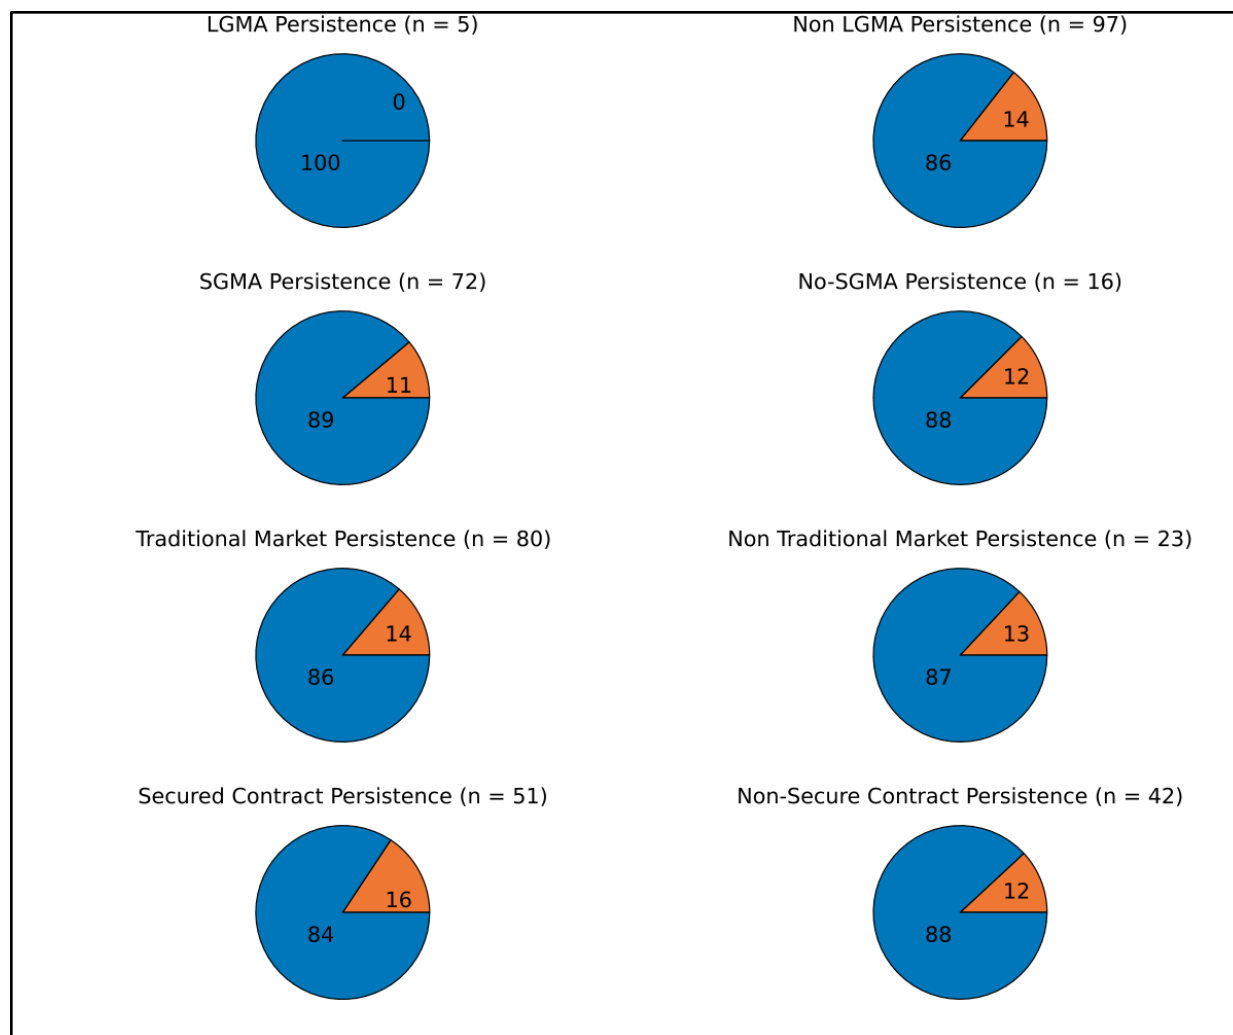 LGMA Persistence (n = 5)
Non LGMA Persistence (n = 97)
0
100
14
86
SGMA Persistence (n = 72)
No-SGMA Persistence (n = 16)
11
89
12
88
Traditional Market Persistence (n = 80)
Non Traditional Market Persistence (n = 23)
14
86
13
87
Secured Contract Persistence (n = 51)
Non-Secure Contract Persistence (n = 42)
16
84
12
88